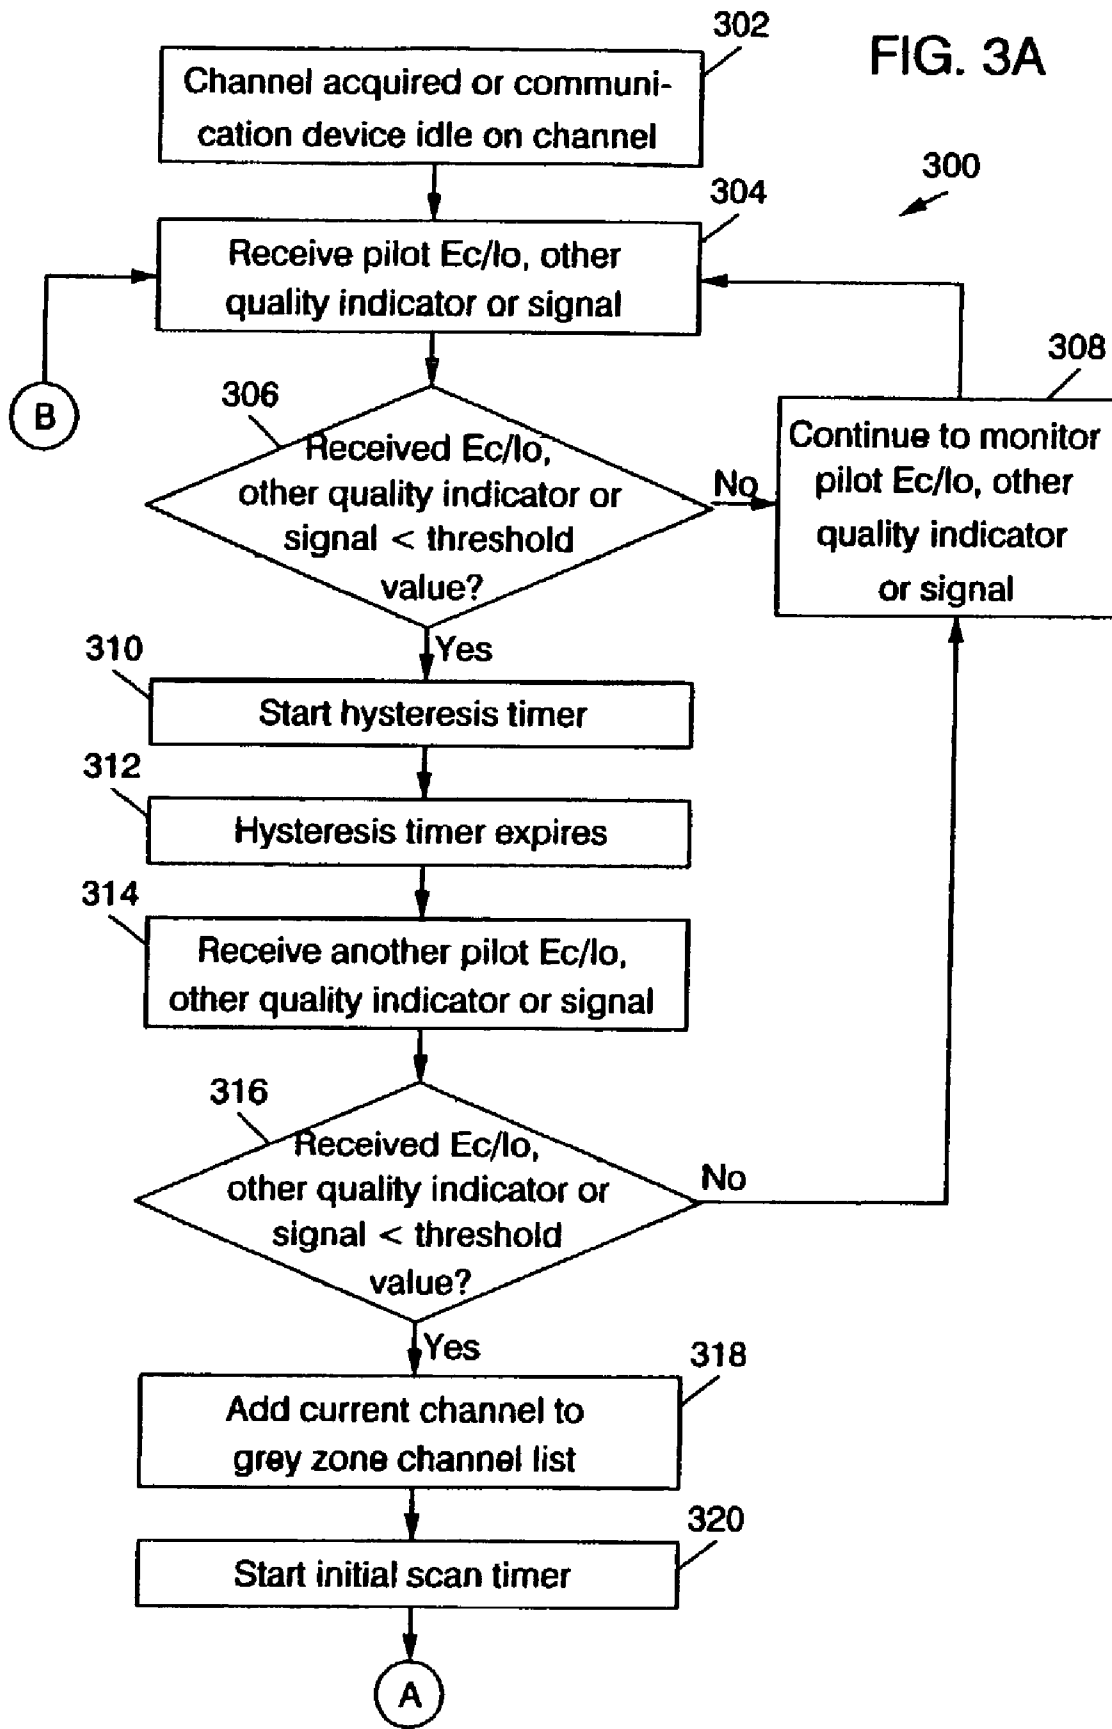 FIG. 3A
300
302
Channel acquired or communi-
cation device idle on channel
304
Receive pilot Ec/Io, other
quality indicator or signal
B
306
Received Ec/Io,
other quality indicator or
signal < threshold
value?
No
308
Continue to monitor
pilot Ec/Io, other
quality indicator
or signal
Yes
310
Start hysteresis timer
312
Hysteresis timer expires
314
Receive another pilot Ec/Io,
other quality indicator or signal
316
Received Ec/Io,
other quality indicator or
signal < threshold
value?
No
Yes
318
Add current channel to
grey zone channel list
320
Start initial scan timer
A